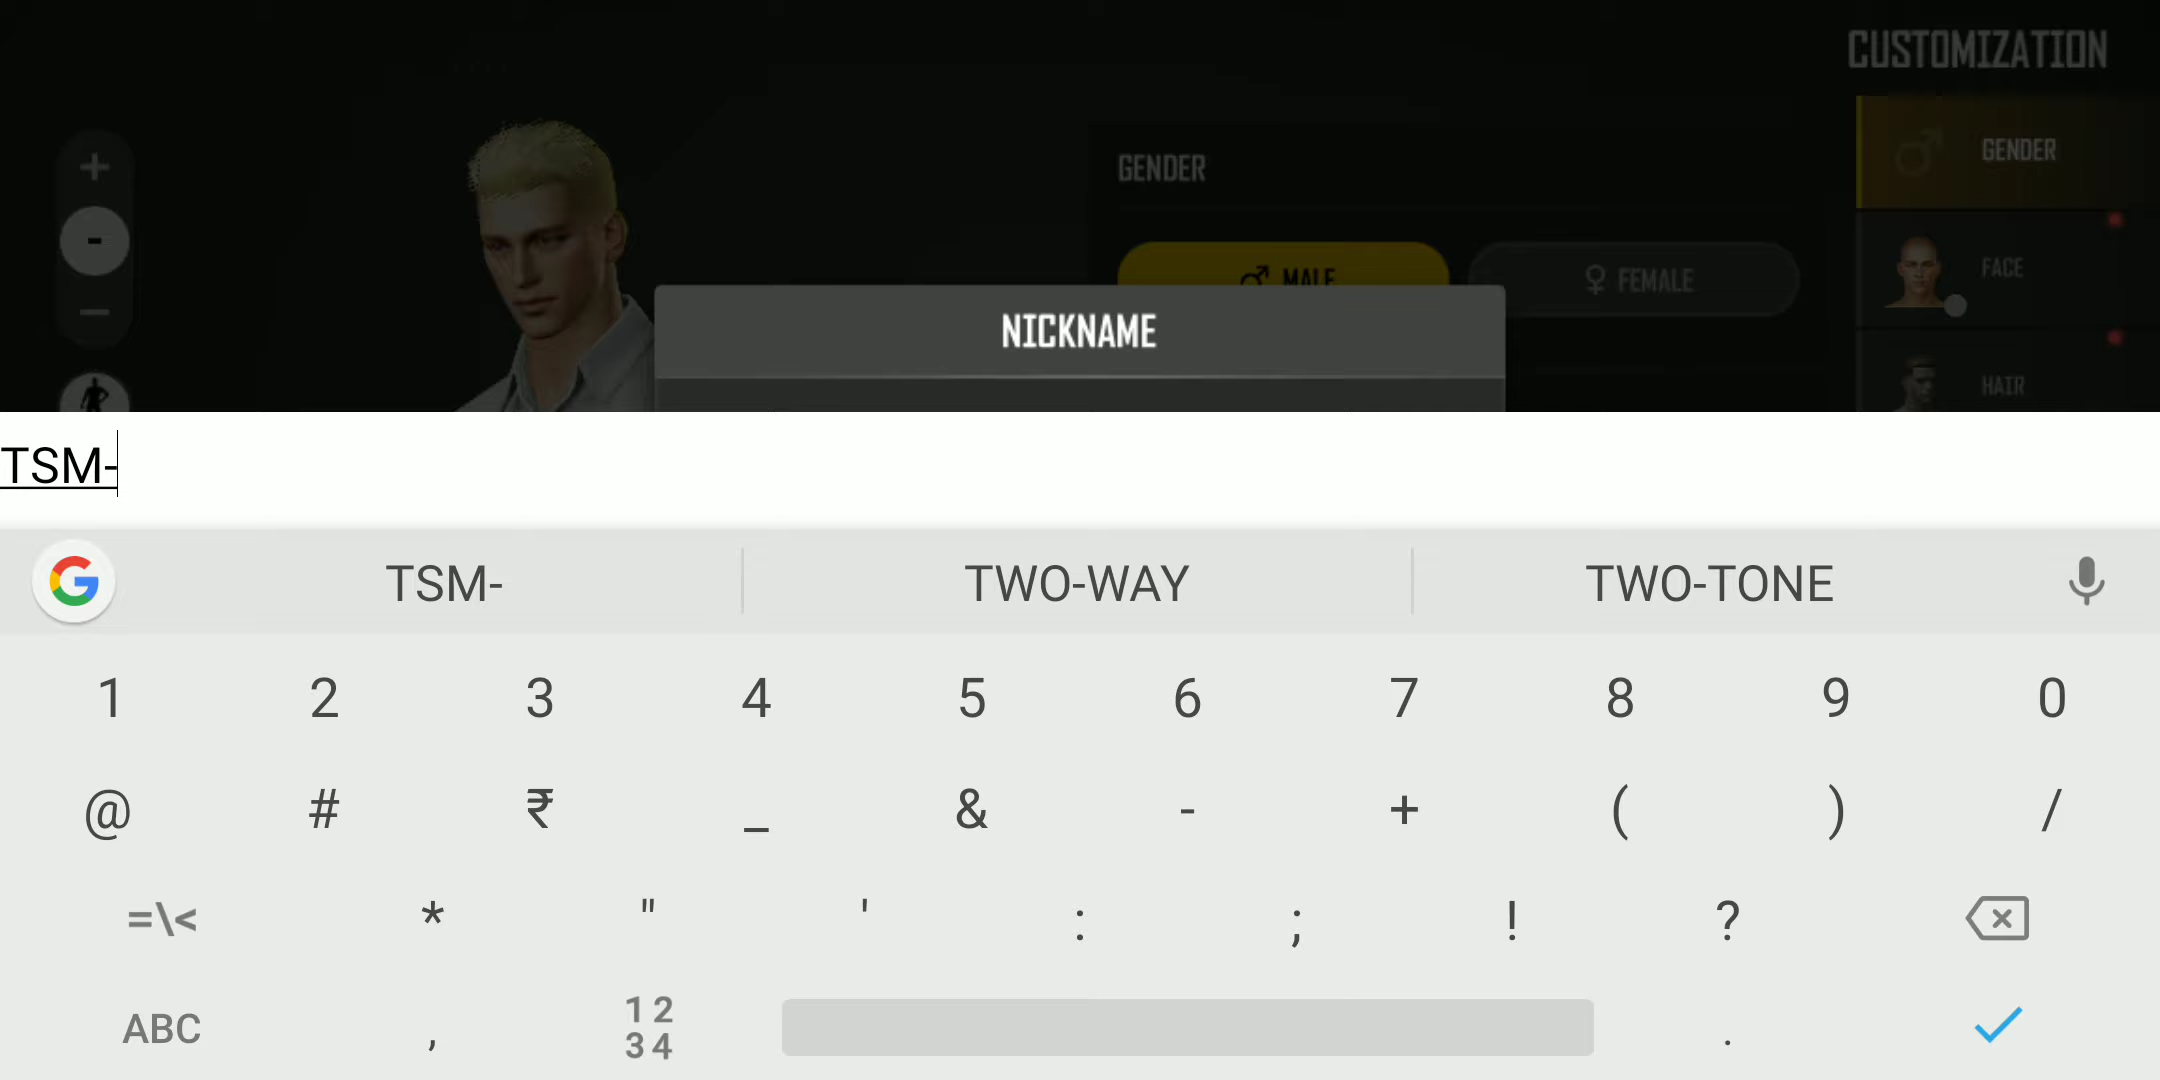 CUSTOMIZATION
GENDER
GENDER
MALE
FEMALE
FACE
HAIR
NICKNAME
TSM-
TSM- TWO-WAY TWO-TONE
1 2 3 4 5 6 7 8 9 0
@ # ₹ _ & - + ( ) /
=\< * " ' : ; ! ?
ABC , 12 34 .